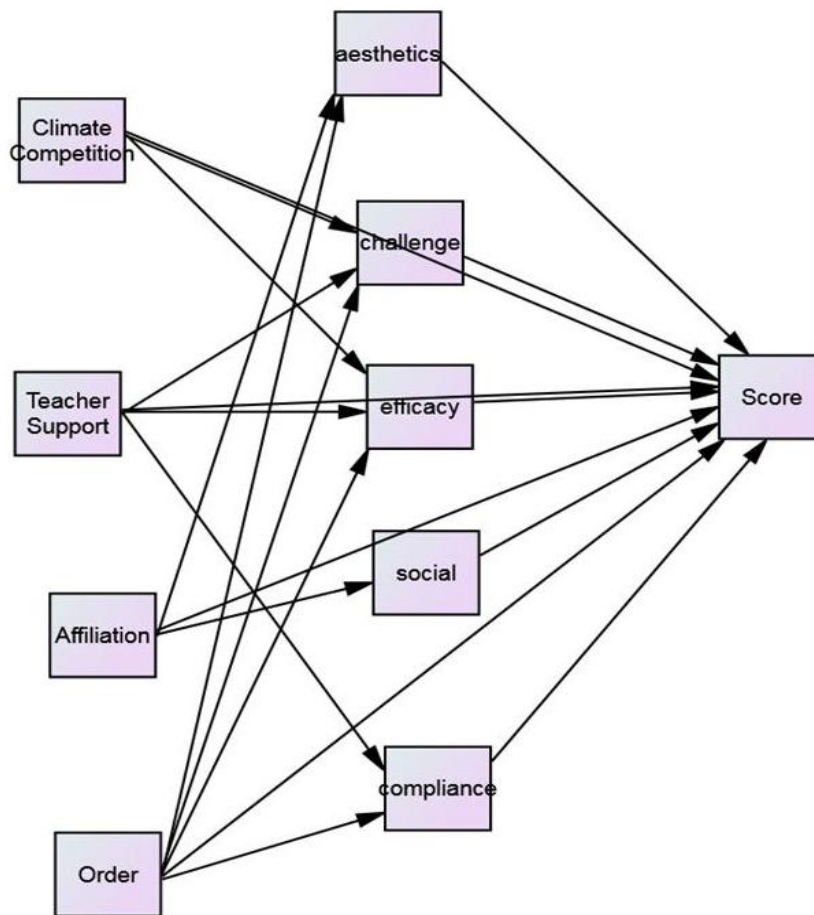 aesthetics
Climate
Competition
challenge
Teacher
Support
efficacy
Score
social
Affiliation
compliance
Order